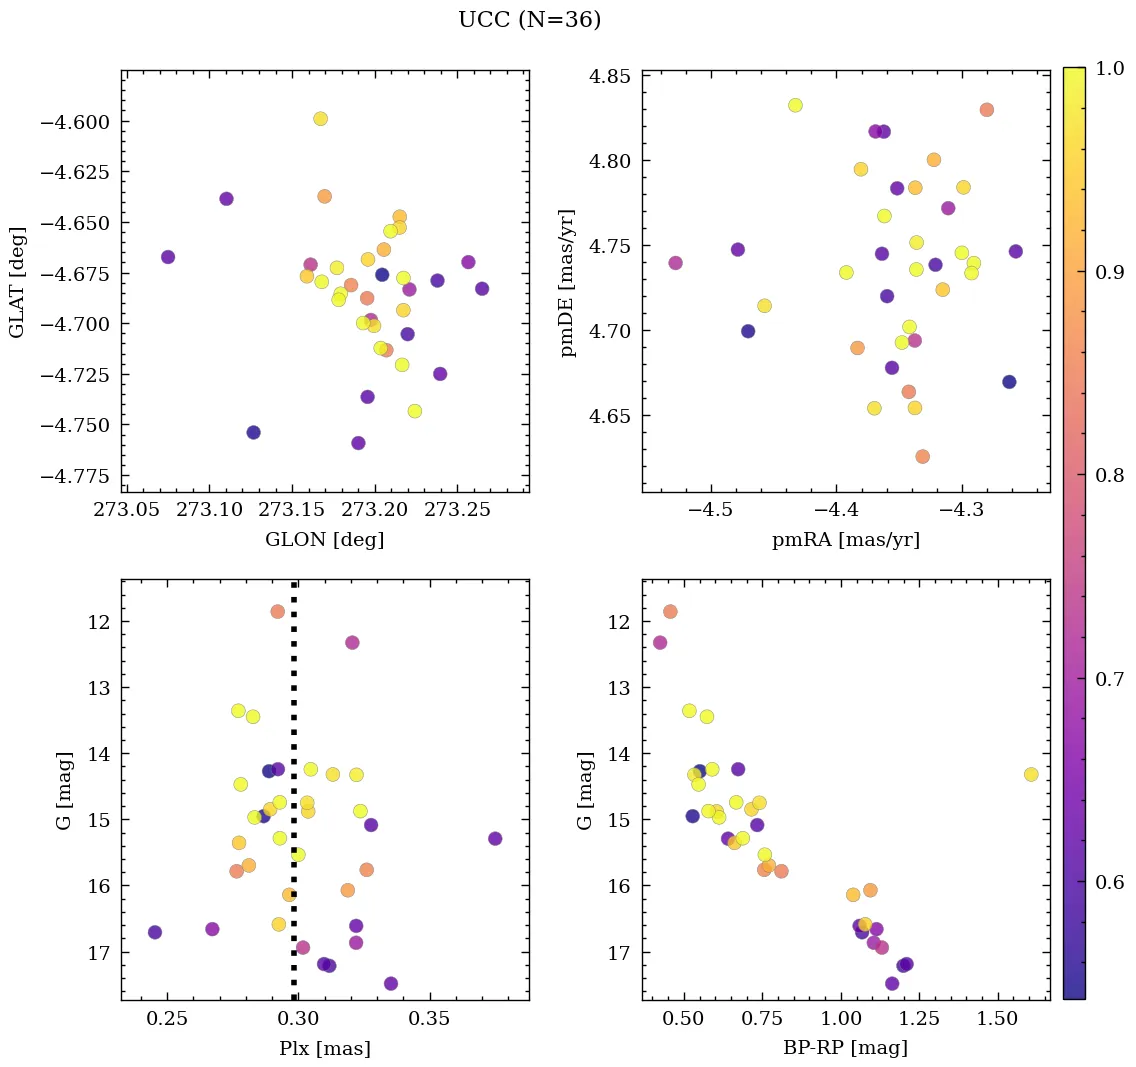 UCC (N=36)
−4.600
−4.625
−4.650
−4.675
−4.700
−4.725
−4.750
−4.775
GLAT [deg]
273.05 273.10 273.15 273.20 273.25
GLON [deg]
4.85
4.80
4.75
4.70
4.65
pmDE [mas/yr]
−4.5 −4.4 −4.3
pmRA [mas/yr]
12
13
14
15
16
17
G [mag]
0.25 0.30 0.35
Plx [mas]
12
13
14
15
16
17
G [mag]
0.50 0.75 1.00 1.25 1.50
BP-RP [mag]
1.0
0.9
0.8
0.7
0.6